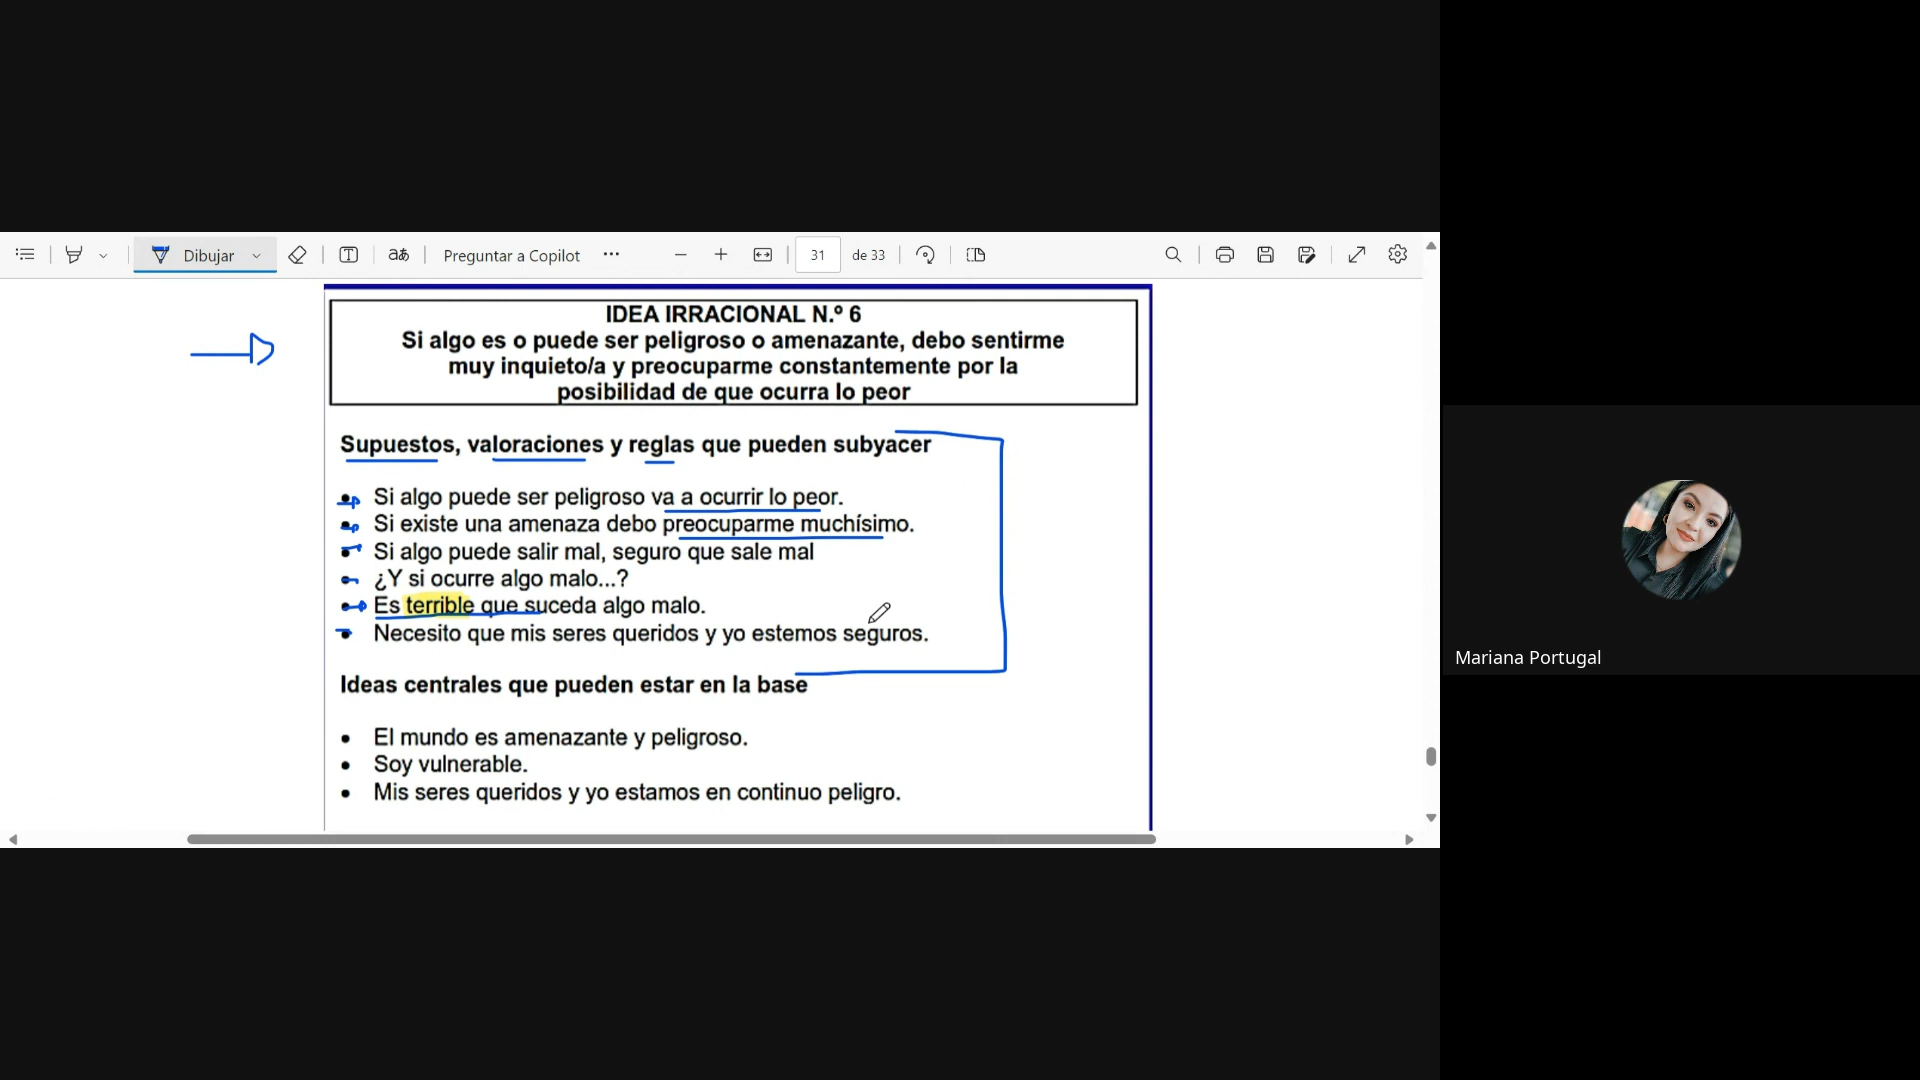 Dibujar
aあ
Preguntar a Copilot
31
de 33
IDEA IRRACIONAL N.º 6
Si algo es o puede ser peligroso o amenazante, debo sentirme
muy inquieto/a y preocuparme constantemente por la
posibilidad de que ocurra lo peor
Supuestos, valoraciones y reglas que pueden subyacer
• Si algo puede ser peligroso va a ocurrir lo peor.
• Si existe una amenaza debo preocuparme muchísimo.
• Si algo puede salir mal, seguro que sale mal
• ¿Y si ocurre algo malo...?
• Es terrible que suceda algo malo.
• Necesito que mis seres queridos y yo estemos seguros.
Ideas centrales que pueden estar en la base
• El mundo es amenazante y peligroso.
• Soy vulnerable.
• Mis seres queridos y yo estamos en continuo peligro.
Mariana Portugal